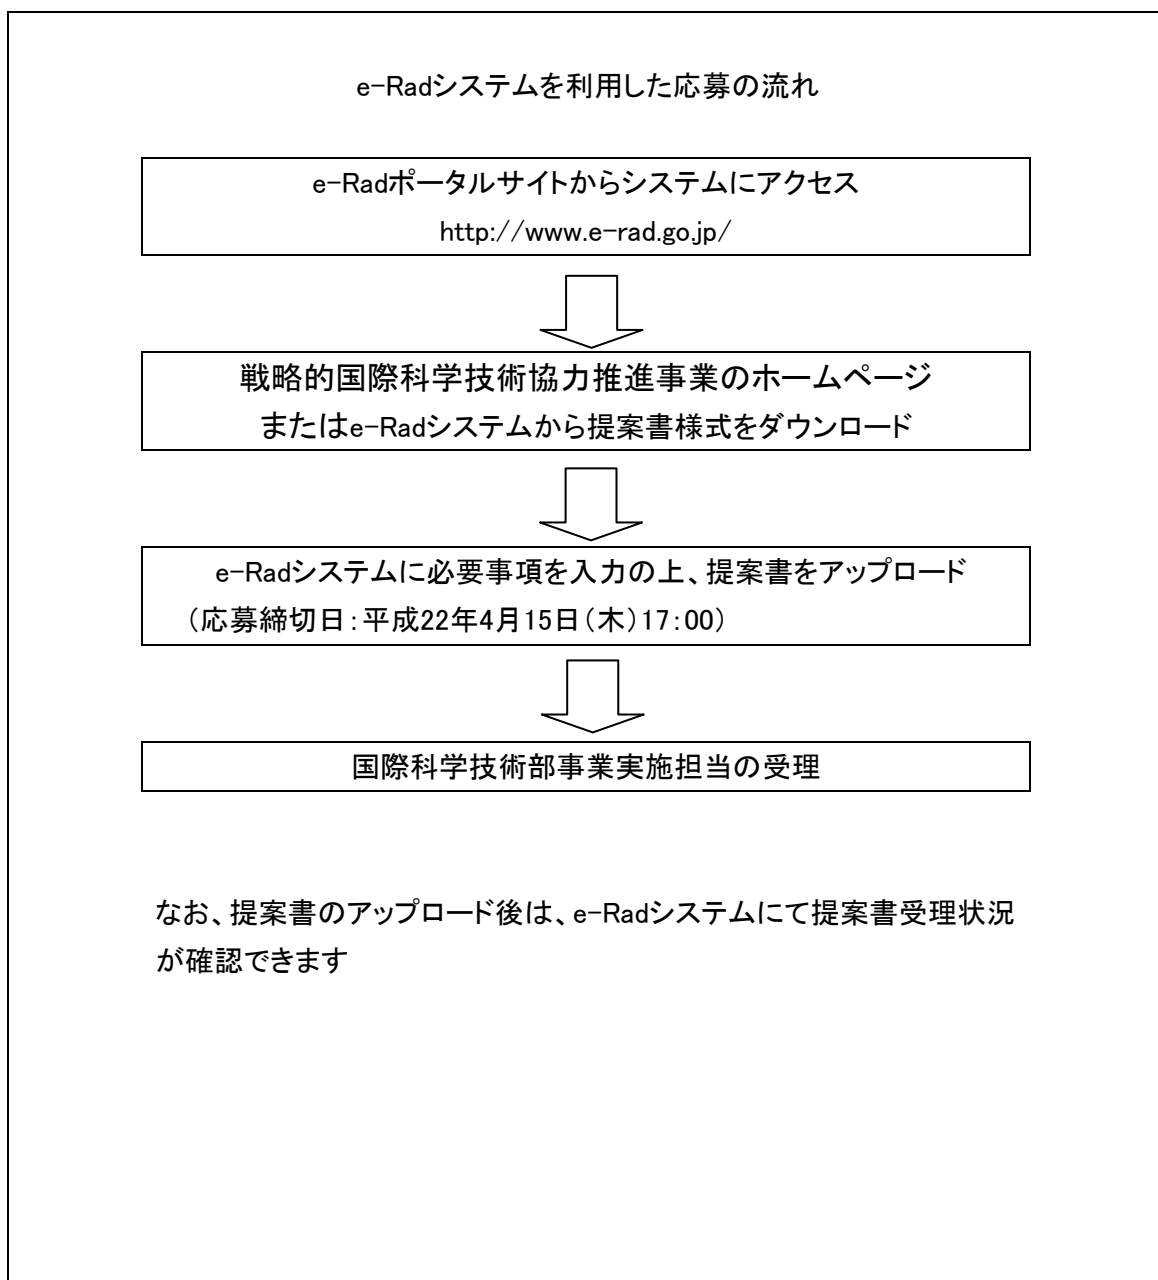 e-Radシステムを利用した応募の流れ
e-Radポータルサイトからシステムにアクセス
http://www.e-rad.go.jp/
戦略的国際科学技術協力推進事業のホームページ
またはe-Radシステムから提案書様式をダウンロード
e-Radシステムに必要事項を入力の上、提案書をアップロード
（応募締切日：平成22年4月15日（木）17：00）
国際科学技術部事業実施担当の受理
なお、提案書のアップロード後は、e-Radシステムにて提案書受理状況
が確認できます